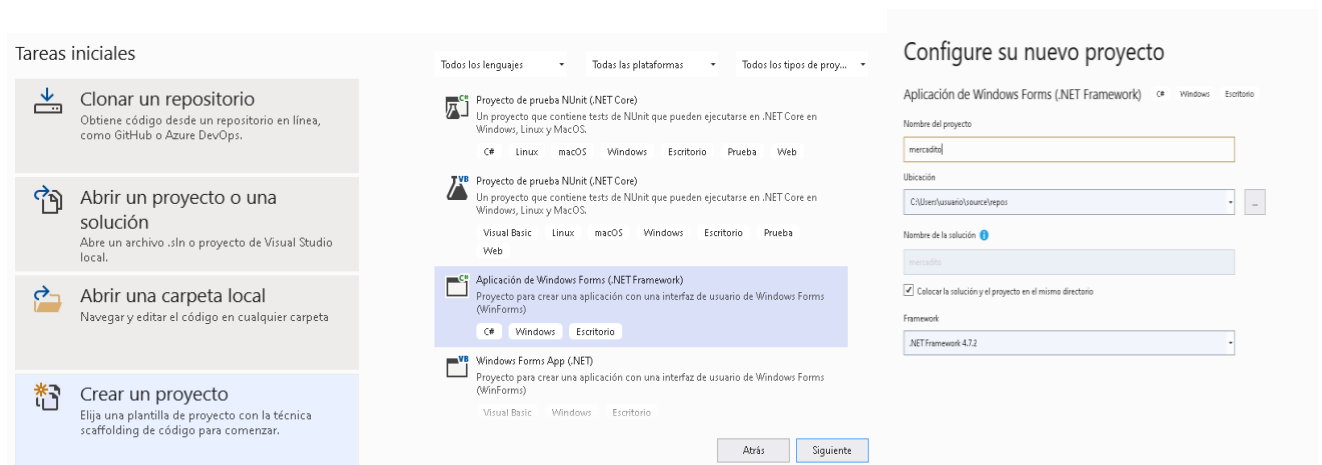 Tareas iniciales
Clonar un repositorio
Obtiene código desde un repositorio en línea,
como GitHub o Azure DevOps.
Abrir un proyecto o una
solución
Abre un archivo .sln o proyecto de Visual Studio
local.
Abrir una carpeta local
Navegar y editar el código en cualquier carpeta
Crear un proyecto
Elija una plantilla de proyecto con la técnica
scaffolding de código para comenzar.
Todos los lenguajes Todas las plataformas Todos los tipos de proy...
C#
Proyecto de prueba NUnit (.NET Core)
Un proyecto que contiene tests de NUnit que pueden ejecutarse en .NET Core en
Windows, Linux y MacOS.
C# Linux macOS Windows Escritorio Prueba Web
VB
Proyecto de prueba NUnit (.NET Core)
Un proyecto que contiene tests de NUnit que pueden ejecutarse en .NET Core en
Windows, Linux y MacOS.
Visual Basic Linux macOS Windows Escritorio Prueba
Web
C#
Aplicación de Windows Forms (.NET Framework)
Proyecto para crear una aplicación con una interfaz de usuario de Windows Forms
(WinForms)
C# Windows Escritorio
VB
Windows Forms App (.NET)
Proyecto para crear una aplicación con una interfaz de usuario de Windows Forms
(WinForms)
Visual Basic Windows Escritorio
Atrás Siguiente
Configure su nuevo proyecto
Aplicación de Windows Forms (.NET Framework) C# Windows Escritorio
Nombre del proyecto
mercadito
Ubicación
C:\Users\usuario\source\repos
...
Nombre de la solución
mercadito
Colocar la solución y el proyecto en el mismo directorio
Framework
.NET Framework 4.7.2